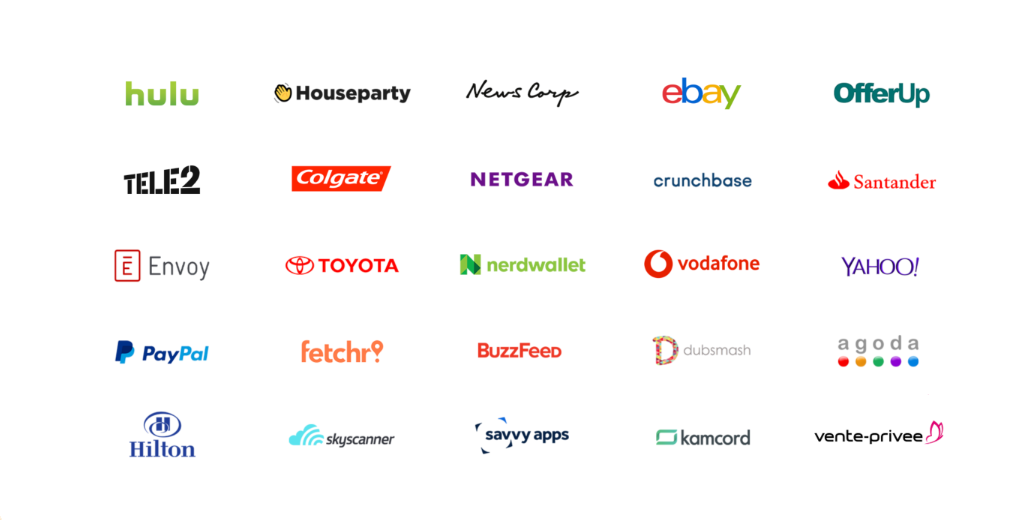 hulu
Houseparty
News Corp
ebay
OfferUp
TELE2
Colgate®
NETGEAR
crunchbase
Santander
E Envoy
TOYOTA
N nerdwallet
vodafone
YAHOO!
P PayPal
fetchr
BuzzFeed
D dubsmash
agoda
H
Hilton
skyscanner
savvy apps
kamcord
vente-privee